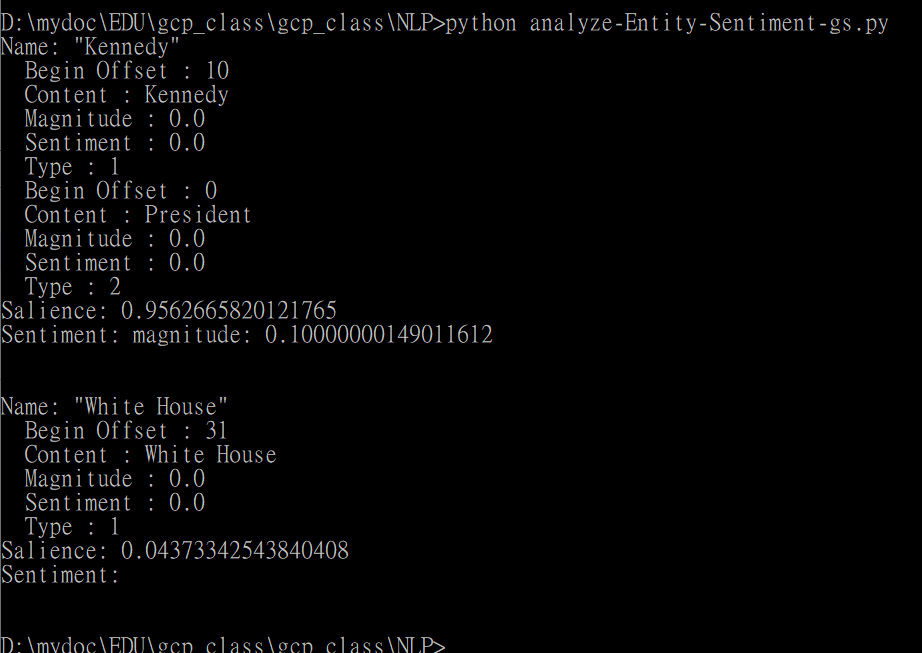 D:\mydoc\EDU\gcp_class\gcp_class\NLP>python analyze-Entity-Sentiment-gs.py
Name: "Kennedy"
Begin Offset : 10
Content : Kennedy
Magnitude : 0.0
Sentiment : 0.0
Type : 1
Begin Offset : 0
Content : President
Magnitude : 0.0
Sentiment : 0.0
Type : 2
Salience: 0.9562665820121765
Sentiment: magnitude: 0.10000000149011612
Name: "White House"
Begin Offset : 31
Content : White House
Magnitude : 0.0
Sentiment : 0.0
Type : 1
Salience: 0.04373342543840408
Sentiment:
D:\mydoc\EDU\gcp_class\gcp_class\NLP>